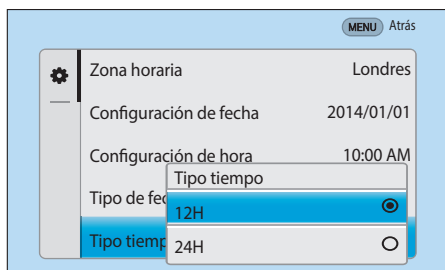 MENU Atrás
Zona horaria Londres
Configuración de fecha 2014/01/01
Configuración de hora 10:00 AM
Tipo de fec
Tipo tiemp
Tipo tiempo
12H
24H